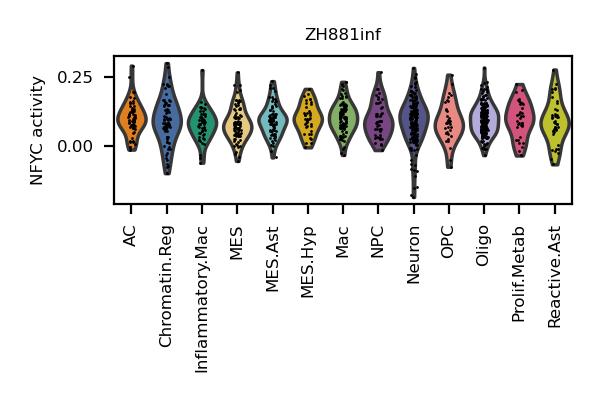 ZH881inf
NFYC activity
0.25
0.00
AC
Chromatin.Reg
Inflammatory.Mac
MES
MES.Ast
MES.Hyp
Mac
NPC
Neuron
OPC
Oligo
Prolif.Metab
Reactive.Ast